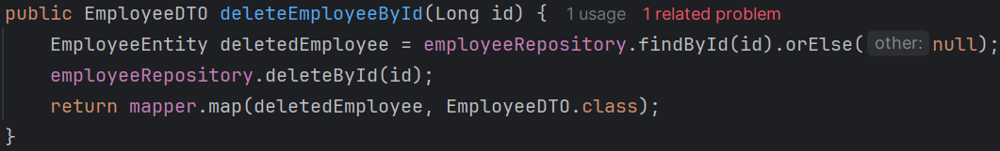 public EmployeeDTO deleteEmployeeById(Long id) { 1 usage 1 related problem
    EmployeeEntity deletedEmployee = employeeRepository.findById(id).orElse( other: null);
    employeeRepository.deleteById(id);
    return mapper.map(deletedEmployee, EmployeeDTO.class);
}